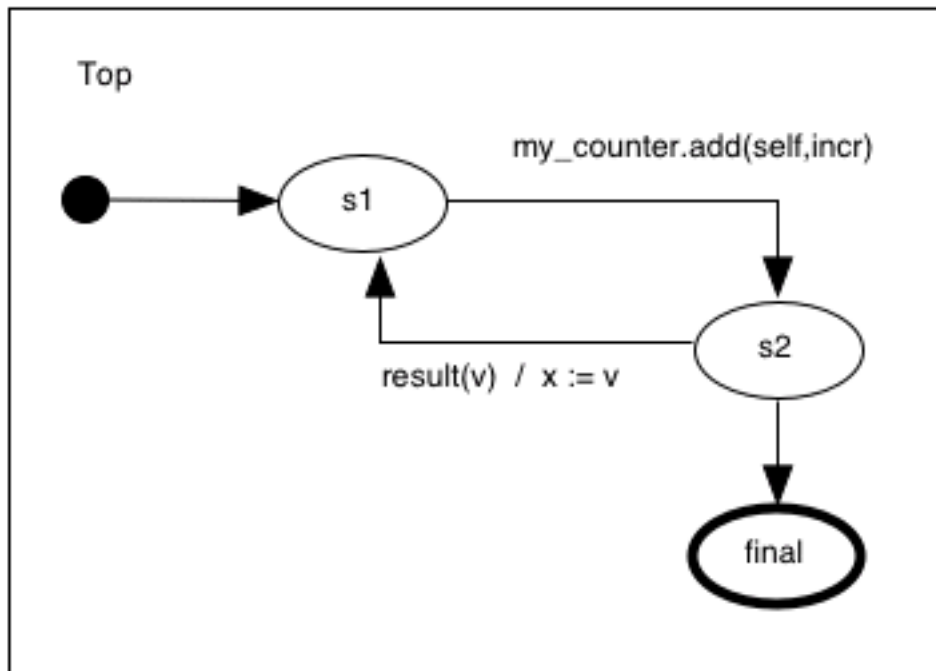 Top
my_counter.add(self,incr)
s1
s2
result(v) / x := v
final